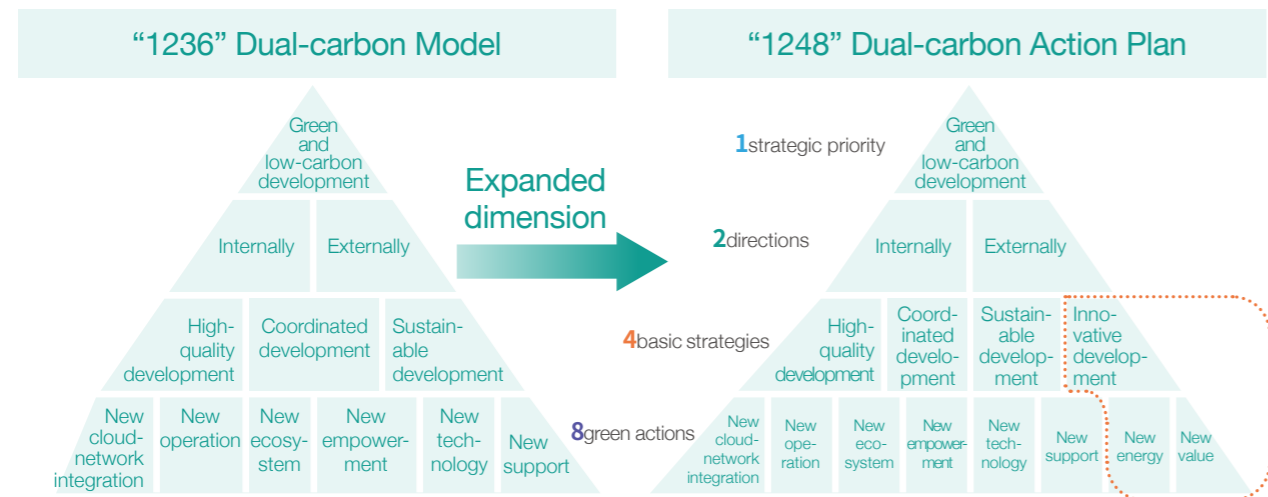 “1236” Dual-carbon Model
Green
and
low-carbon
development
Internally
Externally
High-
quality
development
Coordinated
development
Sustain-
able
development
New
cloud-
network
integration
New
operation
New
ecosy-
stem
New
empower-
ment
New
tech-
nology
New
support
Expanded
dimension
“1248” Dual-carbon Action Plan
1strategic priority
Green
and
low-carbon
development
2directions
Internally
Externally
4basic strategies
High-
quality
development
Coord-
inated
develo-
pment
Sustain-
able
develop-
ment
Inno-
vative
develop-
ment
8green actions
New
cloud-
network
integration
New
ope-
ration
New
eco-
system
New
empower-
ment
New
tech-
nology
New
support
New
energy
New
value